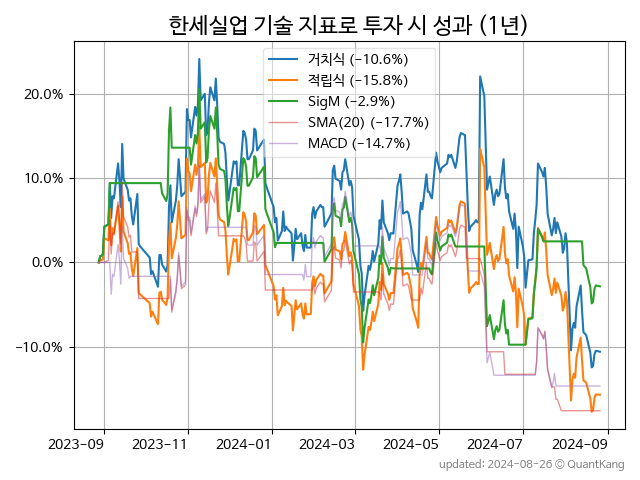 한세실업 기술 지표로 투자 시 성과 (1년)
거치식 (−10.6%)
적립식 (−15.8%)
SigM (−2.9%)
SMA(20) (−17.7%)
MACD (−14.7%)
20.0%
10.0%
0.0%
−10.0%
2023-09 2023-11 2024-01 2024-03 2024-05 2024-07 2024-09
updated: 2024-08-26 © QuantKang